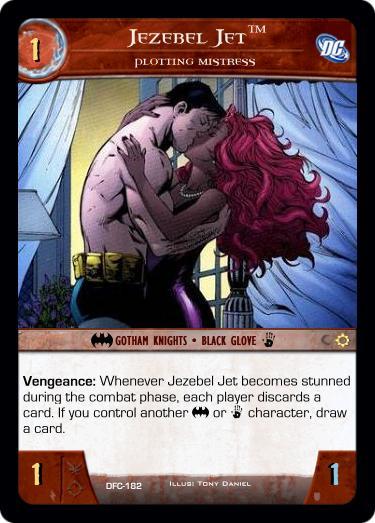 1
JEZEBEL JET™
PLOTTING MISTRESS
DC
GOTHAM KNIGHTS • BLACK GLOVE
Vengeance: Whenever Jezebel Jet becomes stunned
during the combat phase, each player discards a
card. If you control another or character, draw
a card.
1
DFC-182
Illus: Tony Daniel
1